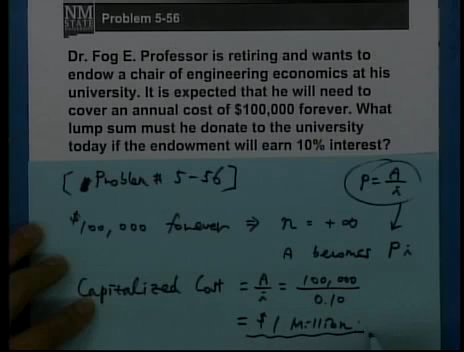 NM
STATE
Problem 5-56
Dr. Fog E. Professor is retiring and wants to
endow a chair of engineering economics at his
university. It is expected that he will need to
cover an annual cost of $100,000 forever. What
lump sum must he donate to the university
today if the endowment will earn 10% interest?
[ Problem # 5-56 ]
P = A/i
$100,000 forever ⇒ n = +∞
A becomes Pi
Capitalized Cost = A/i = 100,000/0.10
= $1 Million.